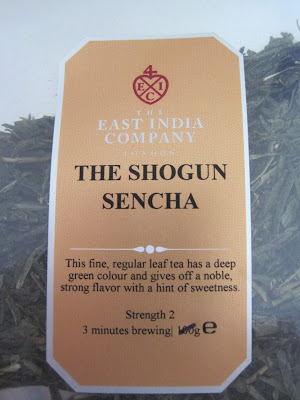 4
E I
C
THE
EAST INDIA
COMPANY
LONDON
THE SHOGUN
SENCHA
This fine, regular leaf tea has a deep
green colour and gives off a noble,
strong flavor with a hint of sweetness.
Strength 2
3 minutes brewing| 100g e